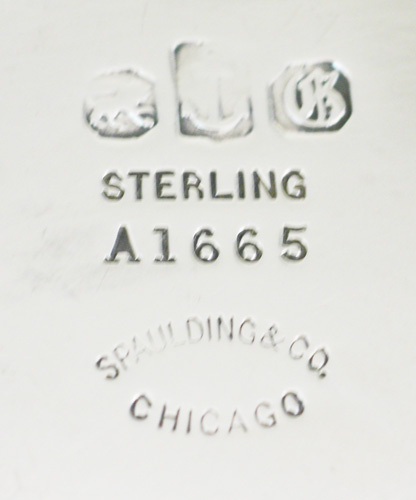 G
STERLING
A1665
SPAULDING & CO.
CHICAGO